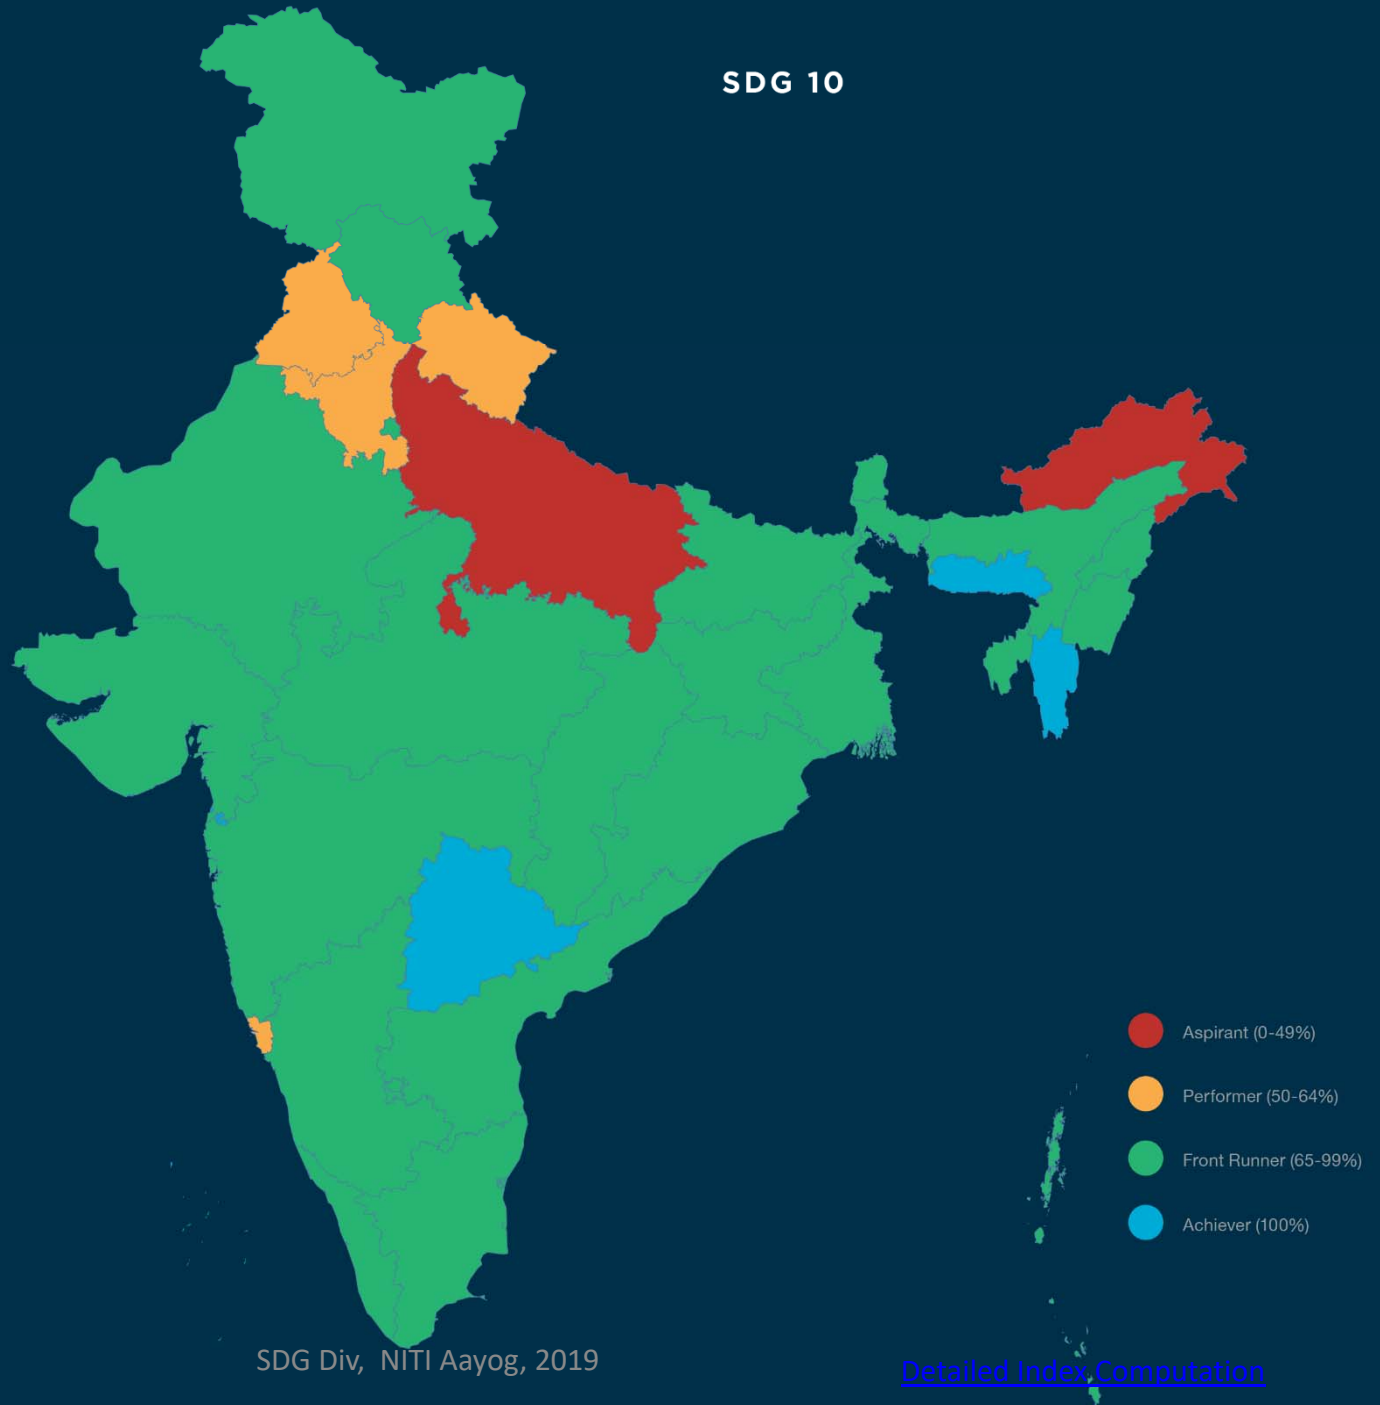 SDG 10
Aspirant (0-49%)
Performer (50-64%)
Front Runner (65-99%)
Achiever (100%)
SDG Div, NITI Aayog, 2019
Detailed Index Computation